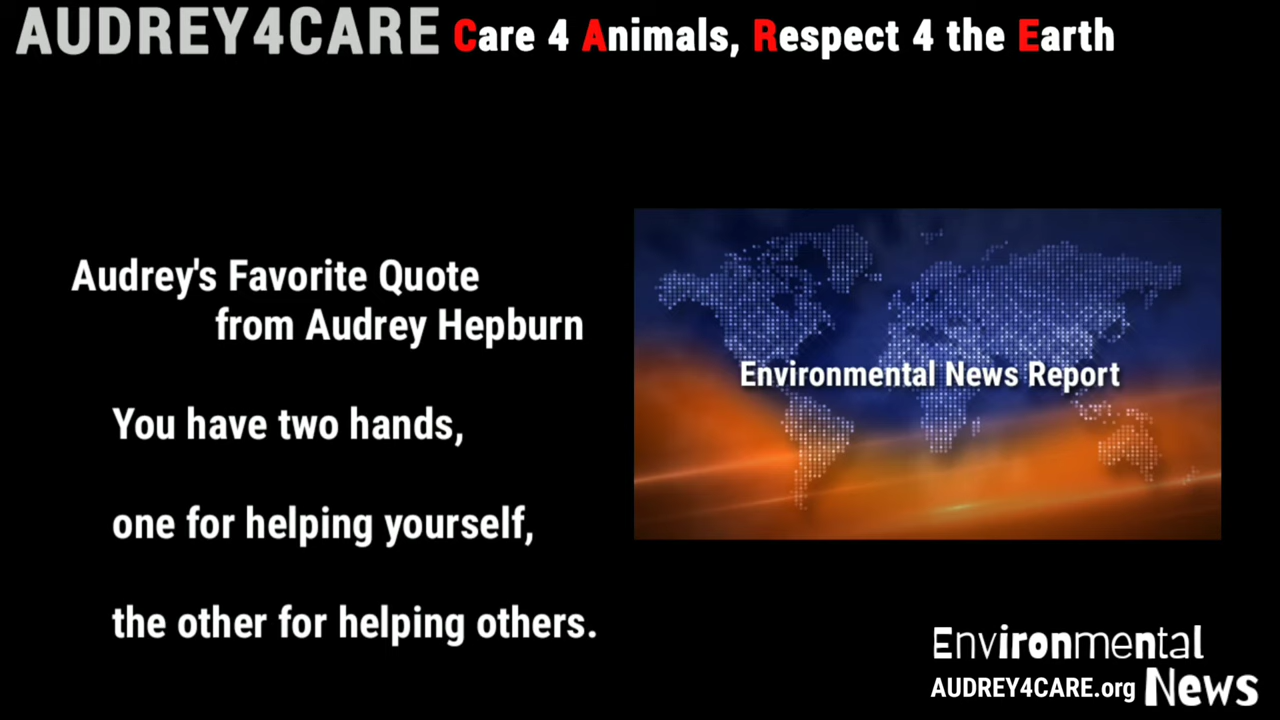 AUDREY4CARE Care 4 Animals, Respect 4 the Earth
Audrey's Favorite Quote
from Audrey Hepburn
You have two hands,
one for helping yourself,
the other for helping others.
Environmental News Report
Environmental
AUDREY4CARE.org News